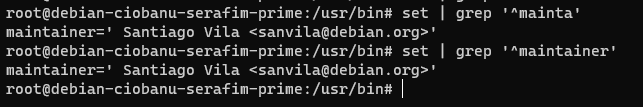 root@debian-ciobanu-serafim-prime:/usr/bin# set | grep '^mainta'
maintainer=' Santiago Vila <sanvila@debian.org>'
root@debian-ciobanu-serafim-prime:/usr/bin# set | grep '^maintainer'
maintainer=' Santiago Vila <sanvila@debian.org>'
root@debian-ciobanu-serafim-prime:/usr/bin#